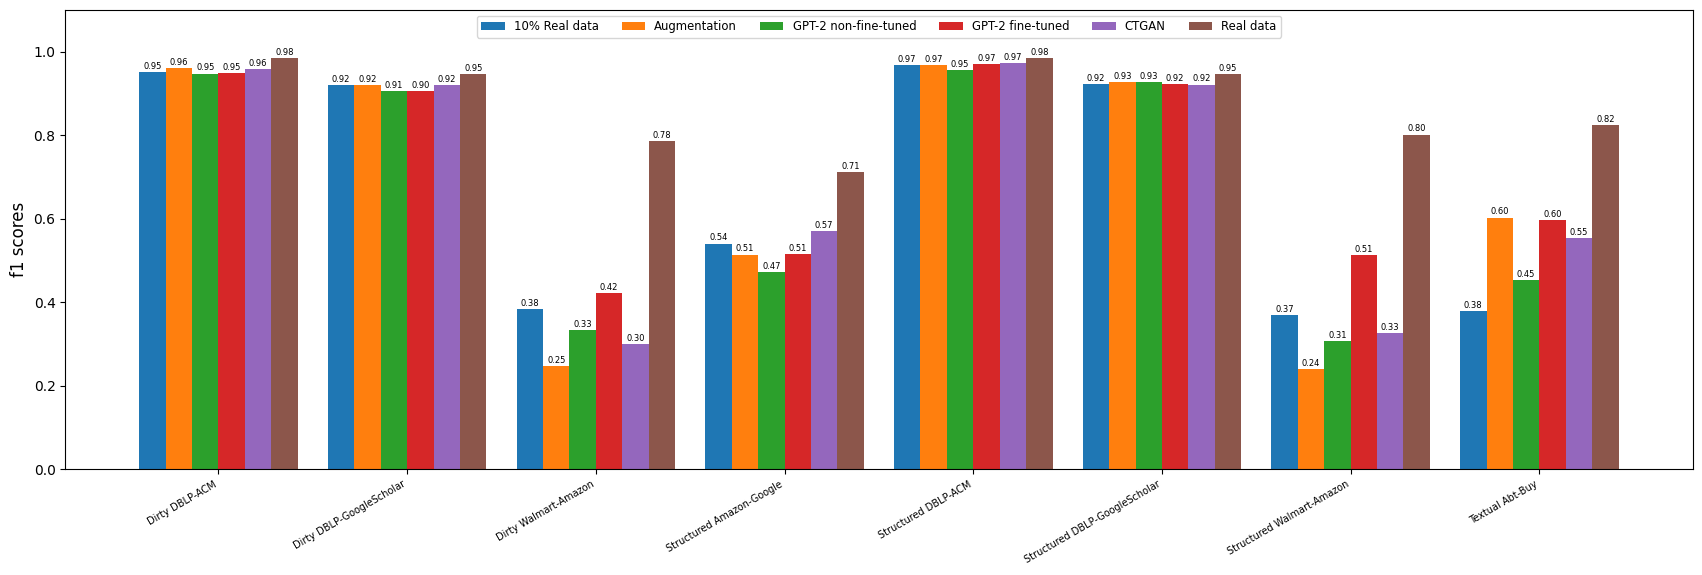 10% Real data Augmentation GPT-2 non-fine-tuned GPT-2 fine-tuned CTGAN Real data
f1 scores
1.0
0.8
0.6
0.4
0.2
0.0
0.95 0.96 0.95 0.95 0.96 0.98
0.92 0.92 0.91 0.90 0.92 0.95
0.38 0.25 0.33 0.42 0.30 0.78
0.54 0.51 0.47 0.51 0.57 0.71
0.97 0.97 0.95 0.97 0.97 0.98
0.92 0.93 0.93 0.92 0.92 0.95
0.37 0.24 0.31 0.51 0.33 0.80
0.38 0.60 0.45 0.60 0.55 0.82
Dirty DBLP-ACM
Dirty DBLP-GoogleScholar
Dirty Walmart-Amazon
Structured Amazon-Google
Structured DBLP-ACM
Structured DBLP-GoogleScholar
Structured Walmart-Amazon
Textual Abt-Buy